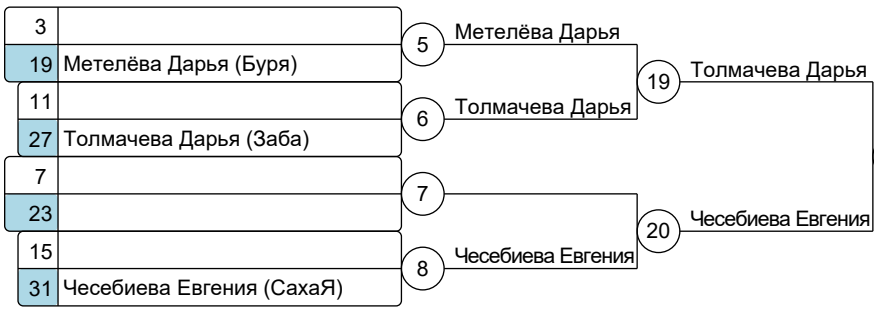 3
19 Метелёва Дарья (Буря)
5 Метелёва Дарья
11
27 Толмачева Дарья (Заба)
6 Толмачева Дарья
19 Толмачева Дарья
7
23
7
15
31 Чесебиева Евгения (СахаЯ)
8 Чесебиева Евгения
20 Чесебиева Евгения